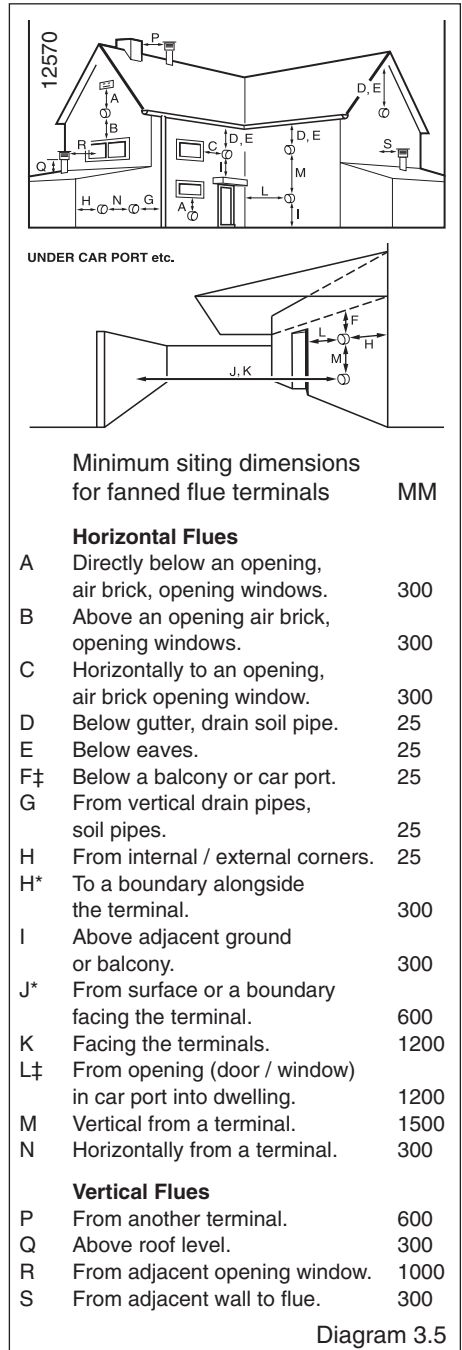 12570
P
A
B
R
Q
H N G
C
D, E
I
A
D, E
M
L
I
D, E
S
UNDER CAR PORT etc.
F
L
H
M
J, K
Minimum siting dimensions
for fanned flue terminals MM
Horizontal Flues
A Directly below an opening,
air brick, opening windows. 300
B Above an opening air brick,
opening windows. 300
C Horizontally to an opening,
air brick opening window. 300
D Below gutter, drain soil pipe. 25
E Below eaves. 25
F‡ Below a balcony or car port. 25
G From vertical drain pipes,
soil pipes. 25
H From internal / external corners. 25
H* To a boundary alongside
the terminal. 300
I Above adjacent ground
or balcony. 300
J* From surface or a boundary
facing the terminal. 600
K Facing the terminals. 1200
L‡ From opening (door / window)
in car port into dwelling. 1200
M Vertical from a terminal. 1500
N Horizontally from a terminal. 300
Vertical Flues
P From another terminal. 600
Q Above roof level. 300
R From adjacent opening window. 1000
S From adjacent wall to flue. 300
Diagram 3.5